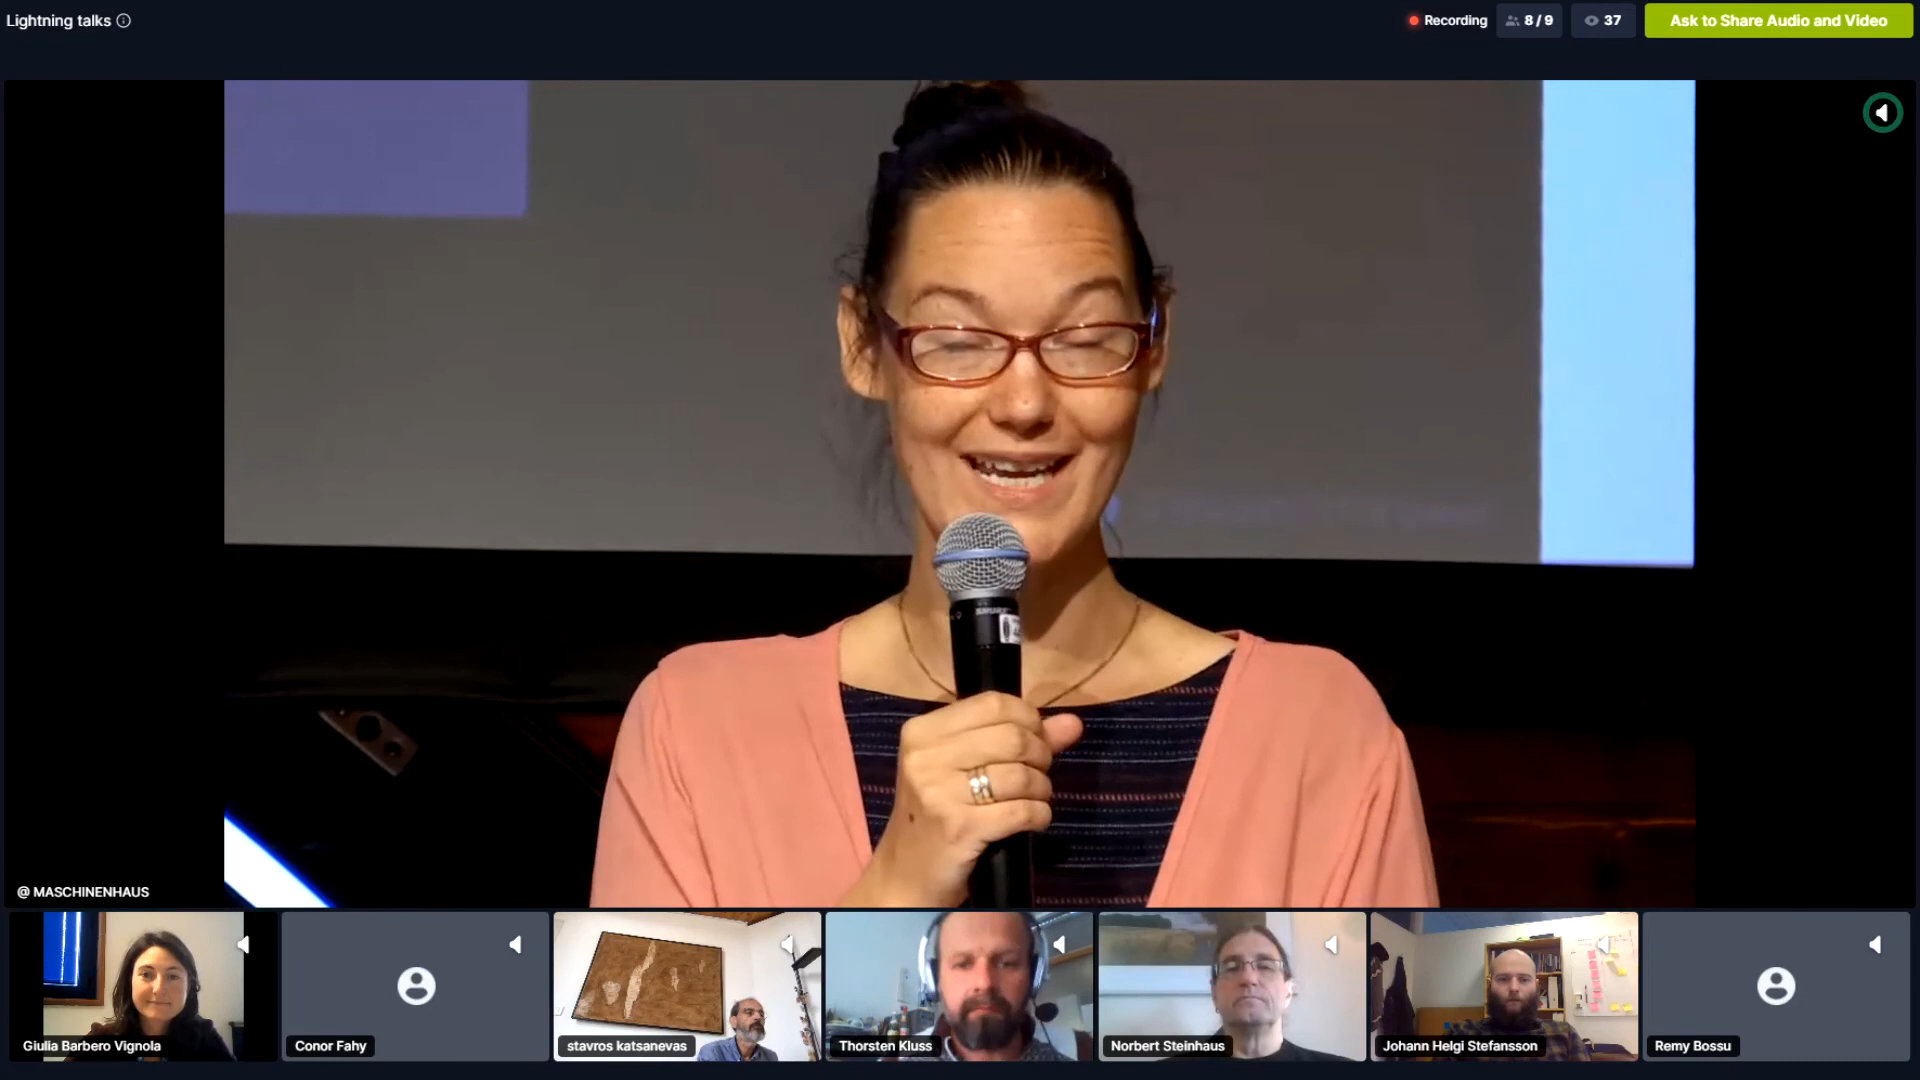 Lightning talks
Recording
8 / 9
37
Ask to Share Audio and Video
SHURE
@ MASCHINENHAUS
Giulia Barbero Vignola
Conor Fahy
stavros katsanevas
Thorsten Kluss
Norbert Steinhaus
Johann Helgi Stefansson
Remy Bossu